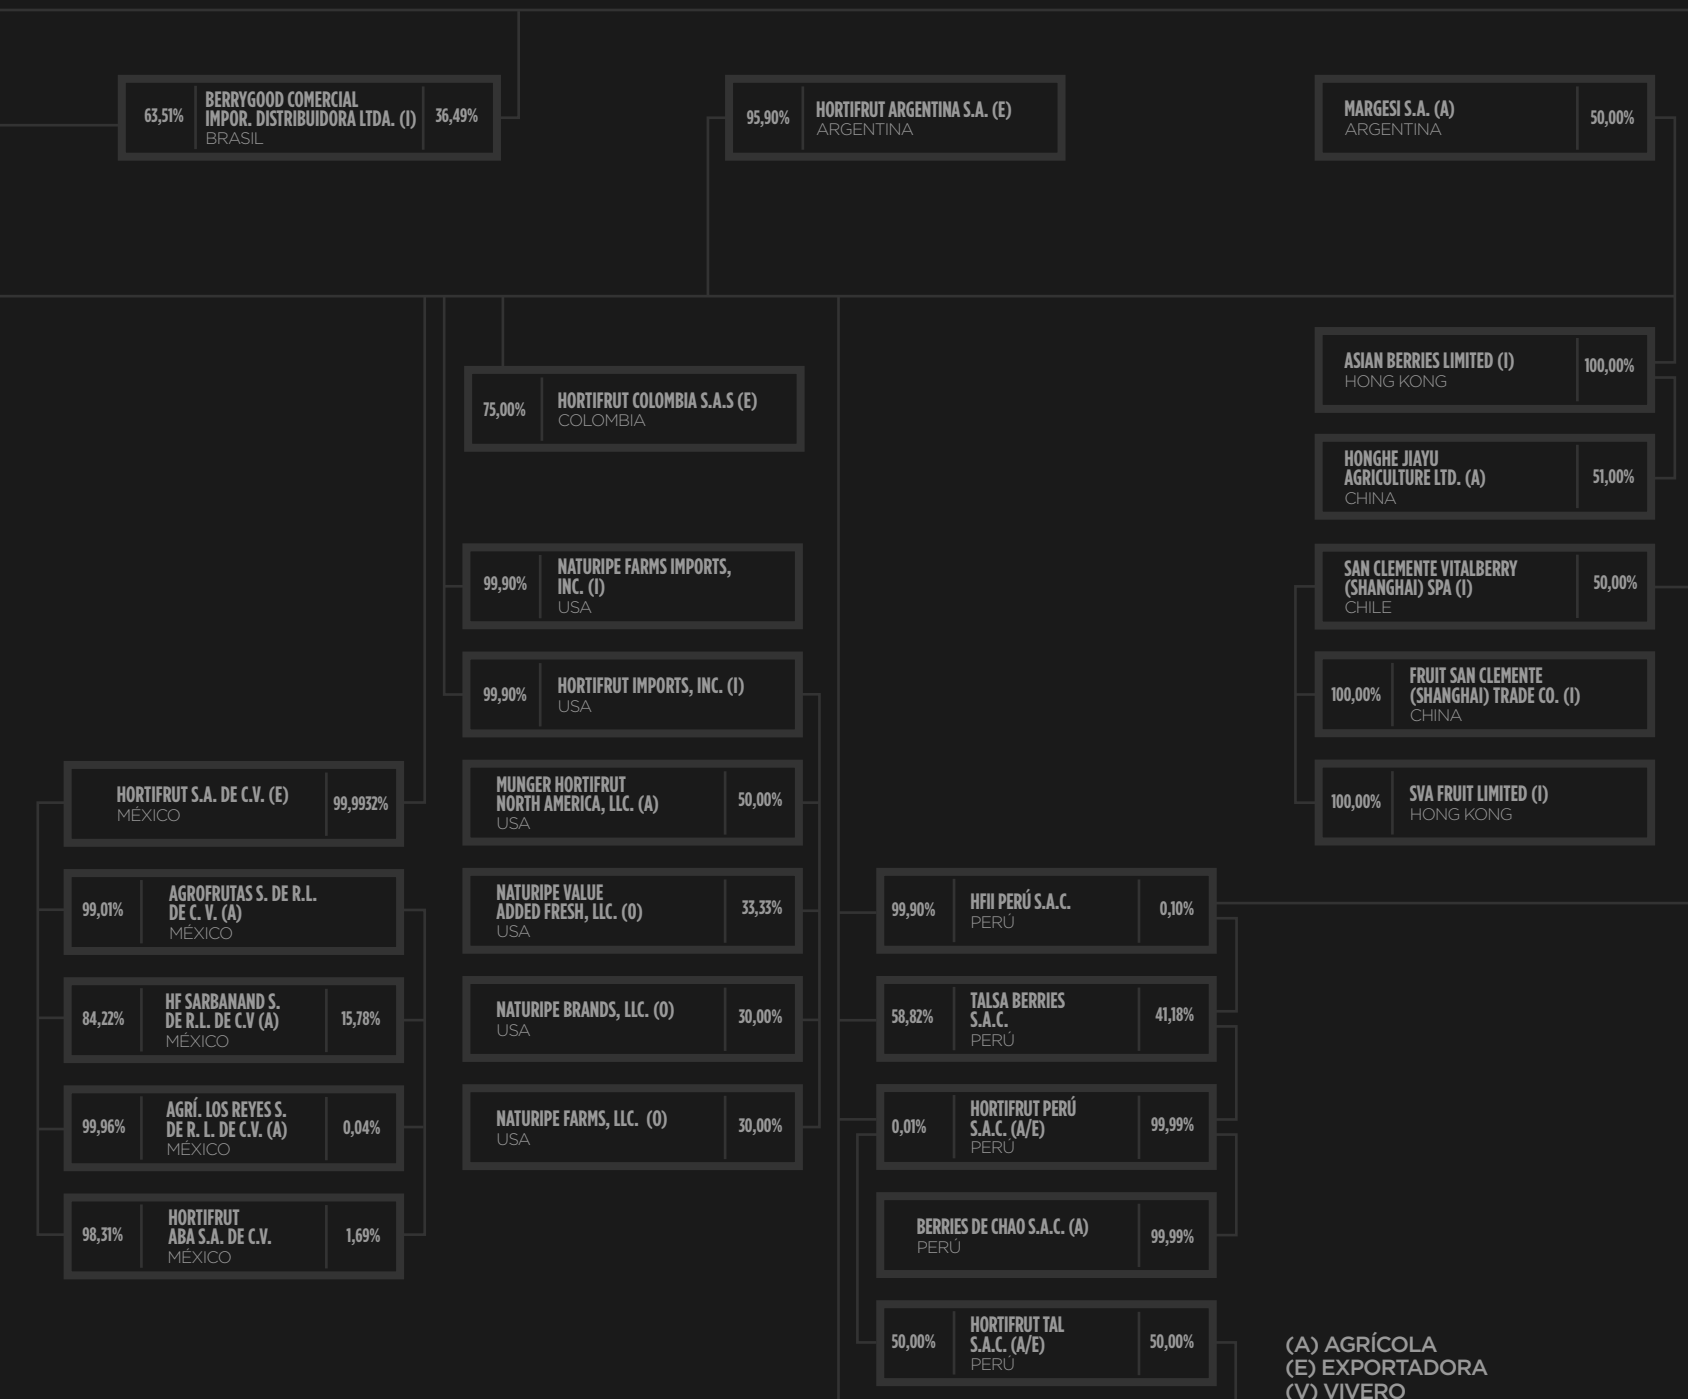 63,51%
BERRYGOOD COMERCIAL
IMPOR. DISTRIBUIDORA LTDA. (I)
BRASIL
36,49%
95,90%
HORTIFRUT ARGENTINA S.A. (E)
ARGENTINA
MARGESI S.A. (A)
ARGENTINA
50,00%
ASIAN BERRIES LIMITED (I)
HONG KONG
100,00%
75,00%
HORTIFRUT COLOMBIA S.A.S (E)
COLOMBIA
HONGHE JIAYU
AGRICULTURE LTD. (A)
CHINA
51,00%
99,90%
NATURIPE FARMS IMPORTS,
INC. (I)
USA
SAN CLEMENTE VITALBERRY
(SHANGHAI) SPA (I)
CHILE
50,00%
99,90%
HORTIFRUT IMPORTS, INC. (I)
USA
100,00%
FRUIT SAN CLEMENTE
(SHANGHAI) TRADE CO. (I)
CHINA
HORTIFRUT S.A. DE C.V. (E)
MÉXICO
99,9932%
MUNGER HORTIFRUT
NORTH AMERICA, LLC. (A)
USA
50,00%
100,00%
SVA FRUIT LIMITED (I)
HONG KONG
99,01%
AGROFRUTAS S. DE R.L.
DE C. V. (A)
MÉXICO
NATURIPE VALUE
ADDED FRESH, LLC. (O)
USA
33,33%
99,90%
HFII PERÚ S.A.C.
PERÚ
0,10%
84,22%
HF SARBANAND S.
DE R.L. DE C.V (A)
MÉXICO
15,78%
NATURIPE BRANDS, LLC. (O)
USA
30,00%
58,82%
TALSA BERRIES
S.A.C.
PERÚ
41,18%
99,96%
AGRÍ. LOS REYES S.
DE R. L. DE C.V. (A)
MÉXICO
0,04%
NATURIPE FARMS, LLC. (O)
USA
30,00%
0,01%
HORTIFRUT PERÚ
S.A.C. (A/E)
PERÚ
99,99%
98,31%
HORTIFRUT
ABA S.A. DE C.V.
MÉXICO
1,69%
BERRIES DE CHAO S.A.C. (A)
PERÚ
99,99%
50,00%
HORTIFRUT TAL
S.A.C. (A/E)
PERÚ
50,00%
(A) AGRÍCOLA
(E) EXPORTADORA
(V) VIVERO